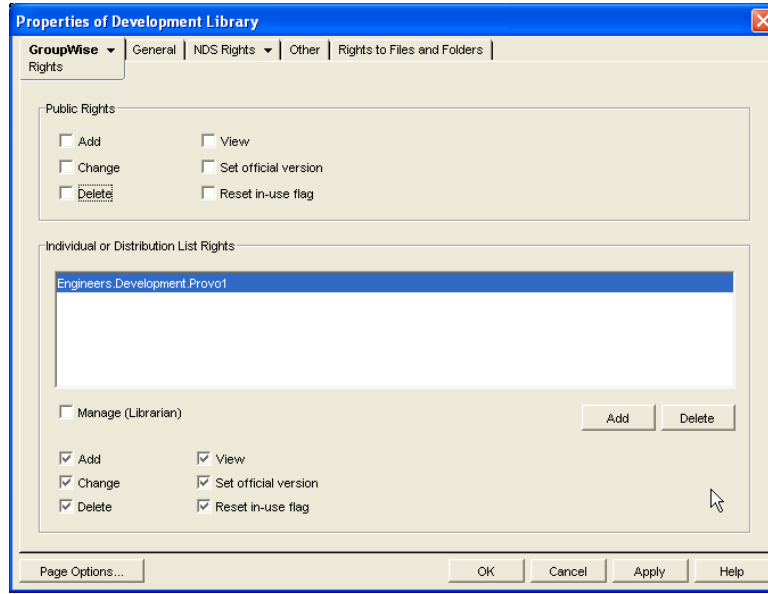 Properties of Development Library
GroupWise General NDS Rights Other Rights to Files and Folders
Rights
Public Rights
Add View
Change Set official version
Delete Reset in-use flag
Individual or Distribution List Rights
Engineers.Development.Provo1
Manage (Librarian)
Add Delete
Add View
Change Set official version
Delete Reset in-use flag
Page Options... OK Cancel Apply Help